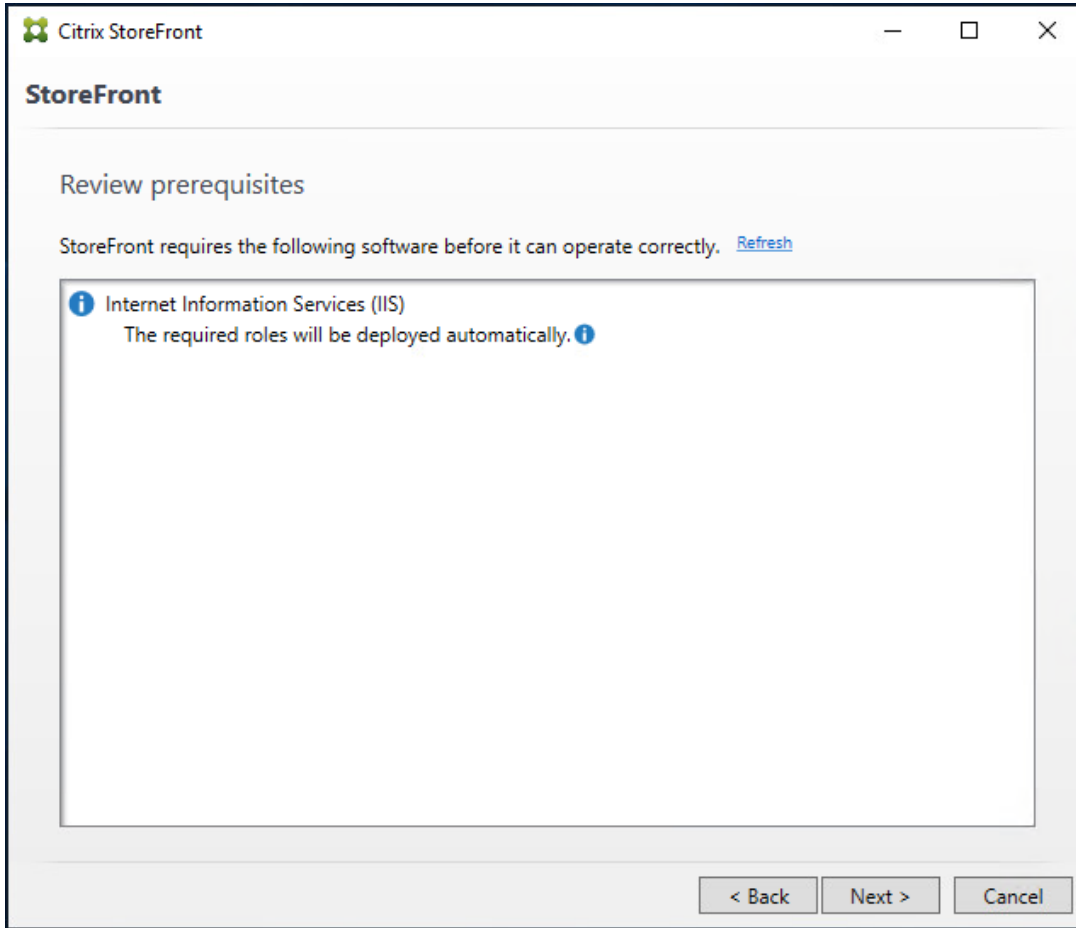 Citrix StoreFront
StoreFront
Review prerequisites
StoreFront requires the following software before it can operate correctly. Refresh
Internet Information Services (IIS)
The required roles will be deployed automatically.
< Back Next > Cancel